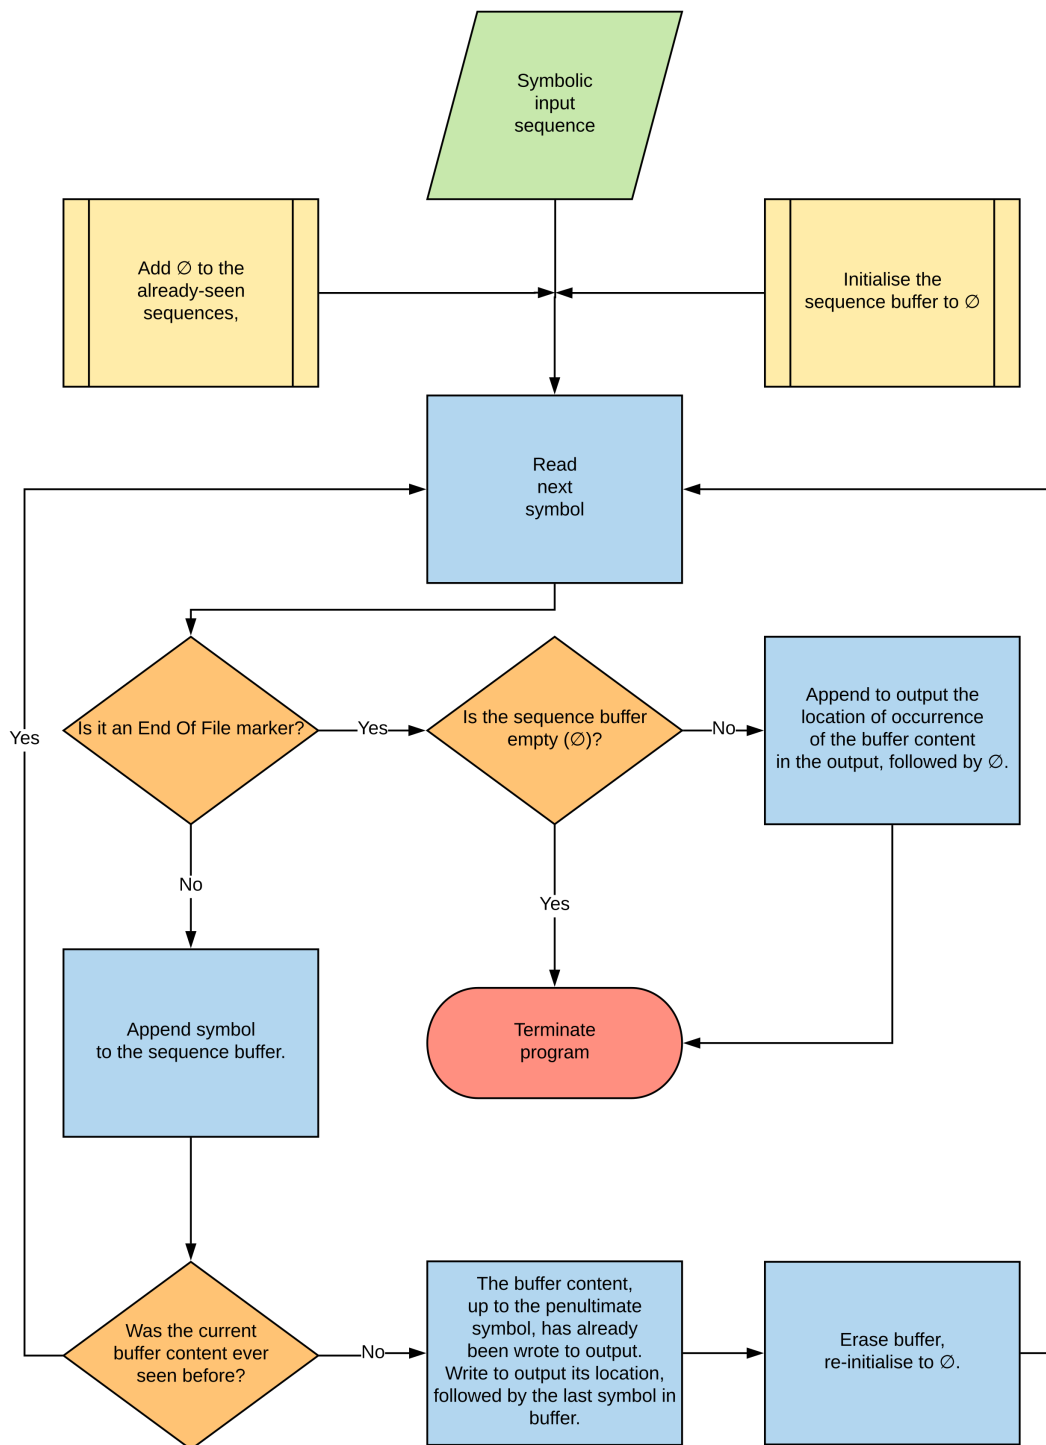 Symbolic
input
sequence
Add ∅ to the
already-seen
sequences,
Initialise the
sequence buffer to ∅
Read
next
symbol
Is it an End Of File marker?
Yes
Is the sequence buffer
empty (∅)?
No
Append to output the
location of occurrence
of the buffer content
in the output, followed by ∅.
Yes
No
Yes
Append symbol
to the sequence buffer.
Terminate
program
Was the current
buffer content ever
seen before?
No
The buffer content,
up to the penultimate
symbol, has already
been wrote to output.
Write to output its location,
followed by the last symbol in
buffer.
Erase buffer,
re-initialise to ∅.